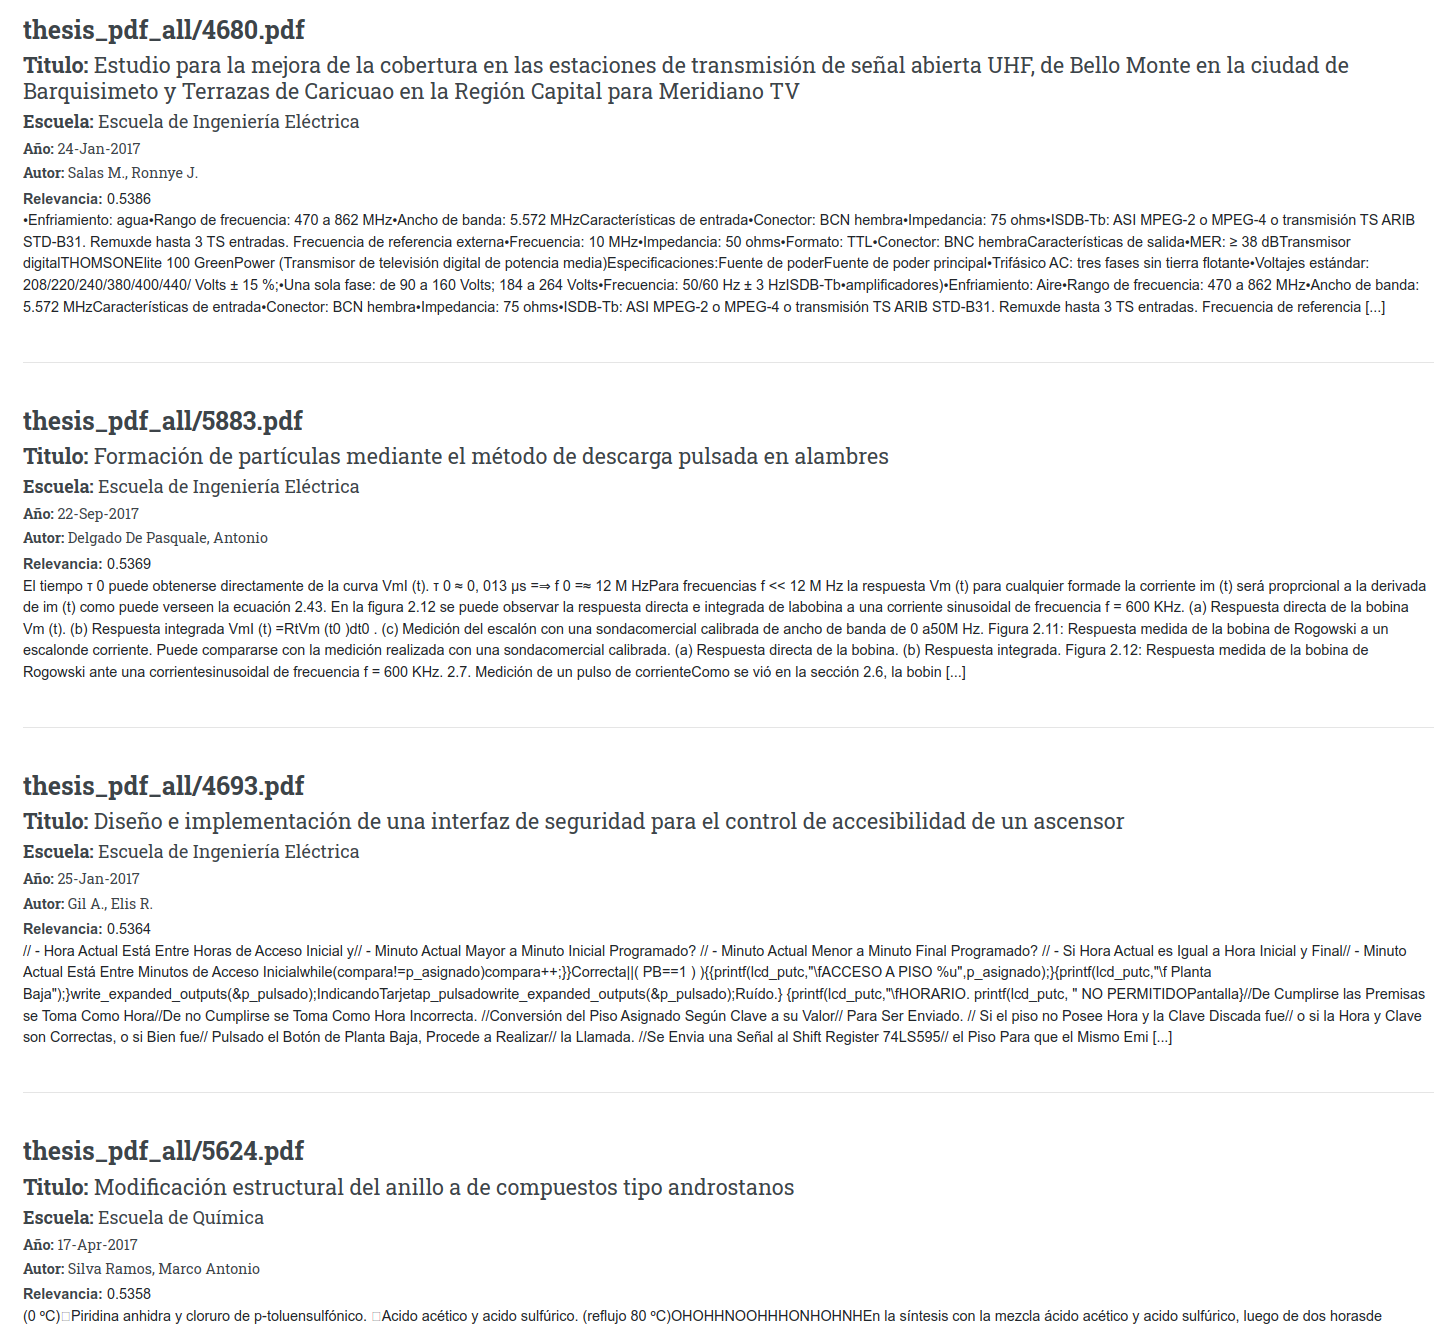 thesis_pdf_all/4680.pdf
Titulo: Estudio para la mejora de la cobertura en las estaciones de transmisión de señal abierta UHF, de Bello Monte en la ciudad de
Barquisimeto y Terrazas de Caricuao en la Región Capital para Meridiano TV
Escuela: Escuela de Ingeniería Eléctrica
Año: 24-Jan-2017
Autor: Salas M., Ronnye J.
Relevancia: 0.5386
•Enfriamiento: agua•Rango de frecuencia: 470 a 862 MHz•Ancho de banda: 5.572 MHzCaracterísticas de entrada•Conector: BCN hembra•Impedancia: 75 ohms•ISDB-Tb: ASI MPEG-2 o MPEG-4 o transmisión TS ARIB
STD-B31. Remuxde hasta 3 TS entradas. Frecuencia de referencia externa•Frecuencia: 10 MHz•Impedancia: 50 ohms•Formato: TTL•Conector: BNC hembraCaracterísticas de salida•MER: ≥ 38 dBTransmisor
digitalTHOMSONElite 100 GreenPower (Transmisor de televisión digital de potencia media)Especificaciones:Fuente de poderFuente de poder principal•Trifásico AC: tres fases sin tierra flotante•Voltajes estándar:
208/220/240/380/400/440/ Volts ± 15 %;•Una sola fase: de 90 a 160 Volts; 184 a 264 Volts•Frecuencia: 50/60 Hz ± 3 HzISDB-Tb•amplificadores)•Enfriamiento: Aire•Rango de frecuencia: 470 a 862 MHz•Ancho de banda:
5.572 MHzCaracterísticas de entrada•Conector: BCN hembra•Impedancia: 75 ohms•ISDB-Tb: ASI MPEG-2 o MPEG-4 o transmisión TS ARIB STD-B31. Remuxde hasta 3 TS entradas. Frecuencia de referencia [...]
thesis_pdf_all/5883.pdf
Titulo: Formación de partículas mediante el método de descarga pulsada en alambres
Escuela: Escuela de Ingeniería Eléctrica
Año: 22-Sep-2017
Autor: Delgado De Pasquale, Antonio
Relevancia: 0.5369
El tiempo τ 0 puede obtenerse directamente de la curva VmI (t). τ 0 ≈ 0, 013 μs =⇒ f 0 =≈ 12 M HzPara frecuencias f << 12 M Hz la respuesta Vm (t) para cualquier formade la corriente im (t) será proprcional a la derivada
de im (t) como puede verseen la ecuación 2.43. En la figura 2.12 se puede observar la respuesta directa e integrada de labobina a una corriente sinusoidal de frecuencia f = 600 KHz. (a) Respuesta directa de la bobina
Vm (t). (b) Respuesta integrada VmI (t) =RtVm (t0 )dt0 . (c) Medición del escalón con una sondacomercial calibrada de ancho de banda de 0 a50M Hz. Figura 2.11: Respuesta medida de la bobina de Rogowski a un
escalonde corriente. Puede compararse con la medición realizada con una sondacomercial calibrada. (a) Respuesta directa de la bobina. (b) Respuesta integrada. Figura 2.12: Respuesta medida de la bobina de
Rogowski ante una corrientesinusoidal de frecuencia f = 600 KHz. 2.7. Medición de un pulso de corrienteComo se vió en la sección 2.6, la bobin [...]
thesis_pdf_all/4693.pdf
Titulo: Diseño e implementación de una interfaz de seguridad para el control de accesibilidad de un ascensor
Escuela: Escuela de Ingeniería Eléctrica
Año: 25-Jan-2017
Autor: Gil A., Elis R.
Relevancia: 0.5364
// - Hora Actual Está Entre Horas de Acceso Inicial y// - Minuto Actual Mayor a Minuto Inicial Programado? // - Minuto Actual Menor a Minuto Final Programado? // - Si Hora Actual es Igual a Hora Inicial y Final// - Minuto
Actual Está Entre Minutos de Acceso Inicialwhile(compara!=p_asignado)compara++;}}Correcta||( PB==1 ) ){{printf(lcd_putc,"\fACCESO A PISO %u",p_asignado);}{printf(lcd_putc,"\f Planta
Baja");}write_expanded_outputs(&p_pulsado);IndicandoTarjetap_pulsadowrite_expanded_outputs(&p_pulsado);Ruído.} {printf(lcd_putc,"\fHORARIO. printf(lcd_putc, " NO PERMITIDOPantalla}//De Cumplirse las Premisas
se Toma Como Hora//De no Cumplirse se Toma Como Hora Incorrecta. //Conversión del Piso Asignado Según Clave a su Valor// Para Ser Enviado. // Si el piso no Posee Hora y la Clave Discada fue// o si la Hora y Clave
son Correctas, o si Bien fue// Pulsado el Botón de Planta Baja, Procede a Realizar// la Llamada. //Se Envia una Señal al Shift Register 74LS595// el Piso Para que el Mismo Emi [...]
thesis_pdf_all/5624.pdf
Titulo: Modificación estructural del anillo a de compuestos tipo androstanos
Escuela: Escuela de Química
Año: 17-Apr-2017
Autor: Silva Ramos, Marco Antonio
Relevancia: 0.5358
(0 ºC)□Piridina anhidra y cloruro de p-toluensulfónico. □Acido acético y acido sulfúrico. (reflujo 80 ºC)OHOHHNOOHHHONHOHNHEn la síntesis con la mezcla ácido acético y acido sulfúrico, luego de dos horasde